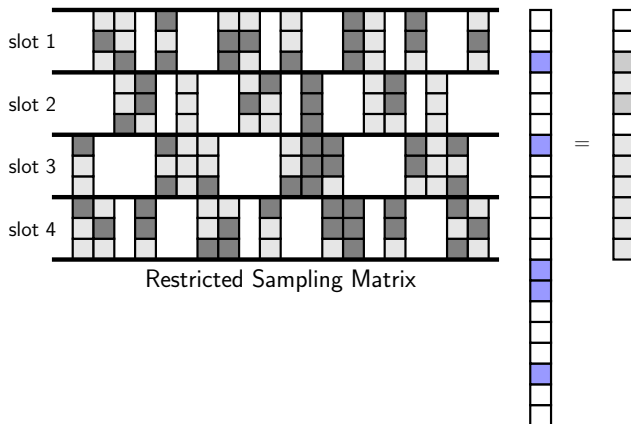 slot 1
slot 2
=
slot 3
slot 4
Restricted Sampling Matrix